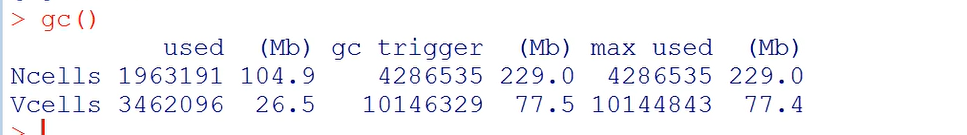 > gc()
used (Mb) gc trigger (Mb) max used (Mb)
Ncells 1963191 104.9 4286535 229.0 4286535 229.0
Vcells 3462096 26.5 10146329 77.5 10144843 77.4
>